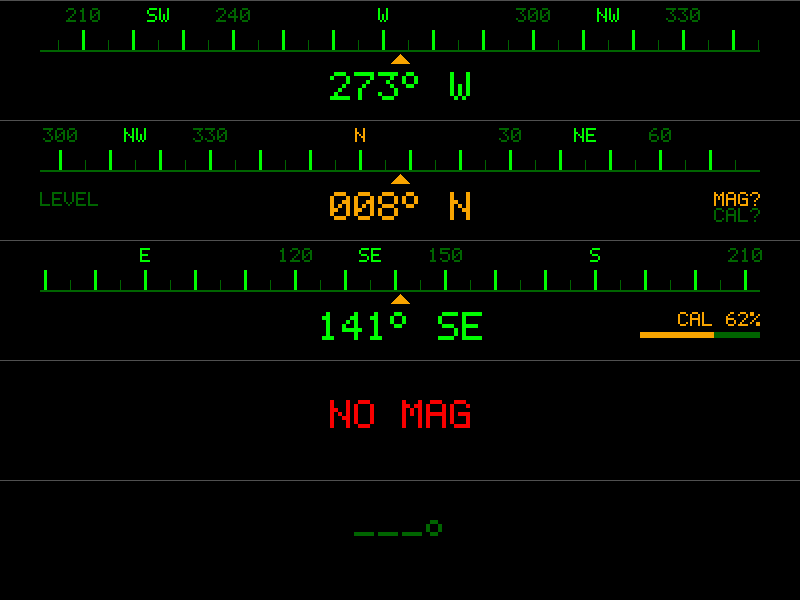 210 SW 240 W 300 NW 330
273° W
300 NW 330 N 30 NE 60
LEVEL 008° N MAG?
CAL?
E 120 SE 150 S 210
141° SE CAL 62%
NO MAG
___°